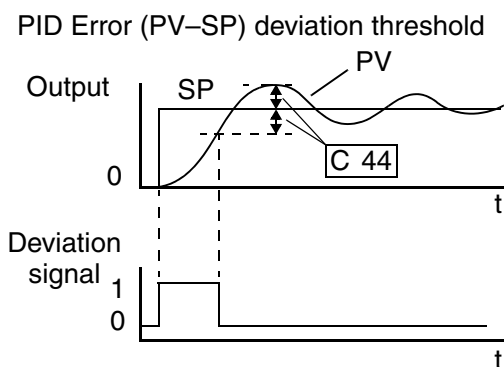 PID Error (PV–SP) deviation threshold
PV
Output
SP
C 44
0
t
Deviation
signal
1
0
t